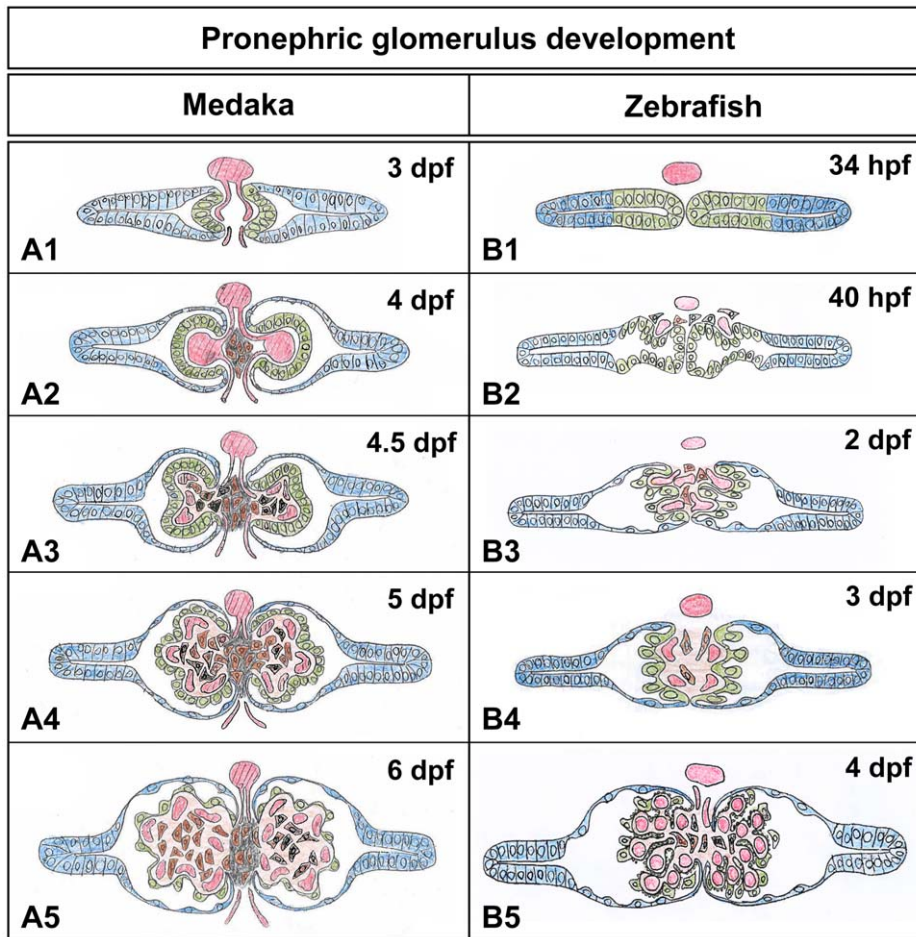 Pronephric glomerulus development
Medaka
Zebrafish
3 dpf
A1
34 hpf
B1
4 dpf
A2
40 hpf
B2
4.5 dpf
A3
2 dpf
B3
5 dpf
A4
3 dpf
B4
6 dpf
A5
4 dpf
B5